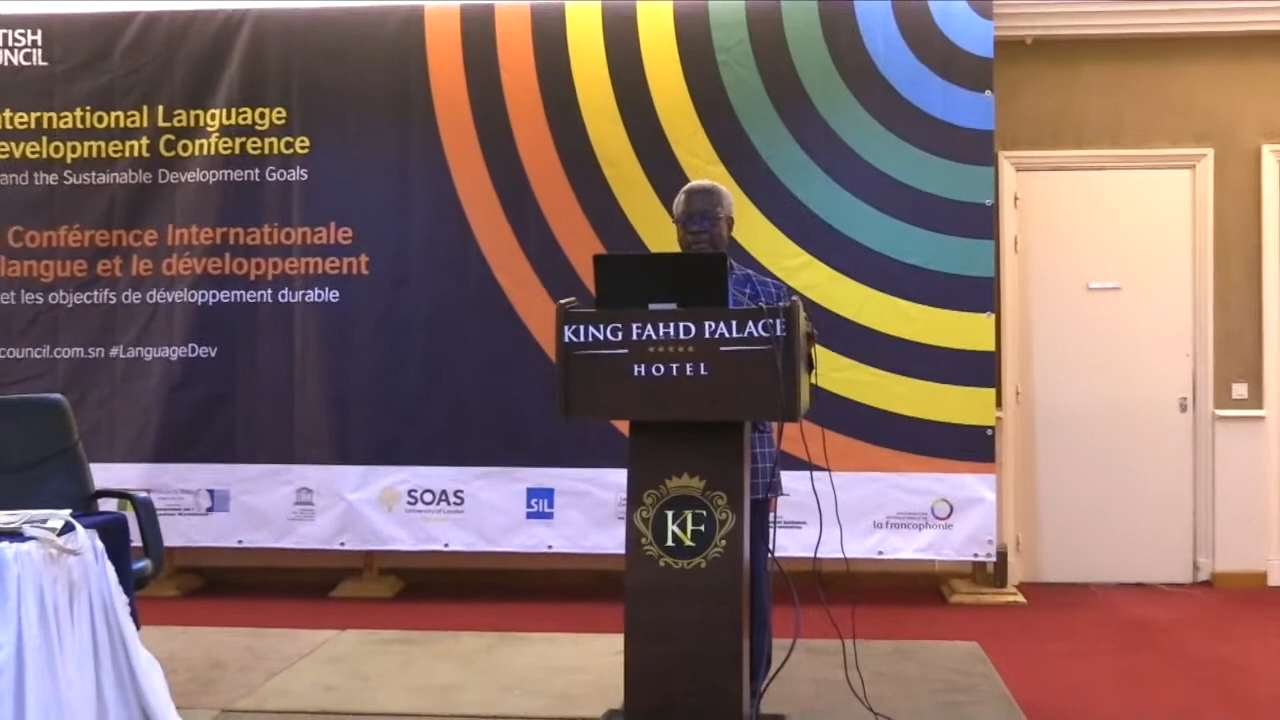 TISH
UNCIL
nternational Language
evelopment Conference
and the Sustainable Development Goals
Conférence Internationale
langue et le développement
et les objectifs de développement durable
council.com.sn #LanguageDev
KING FAHD PALACE
HOTEL
KF
SOAS
University of London
SIL
la francophonie